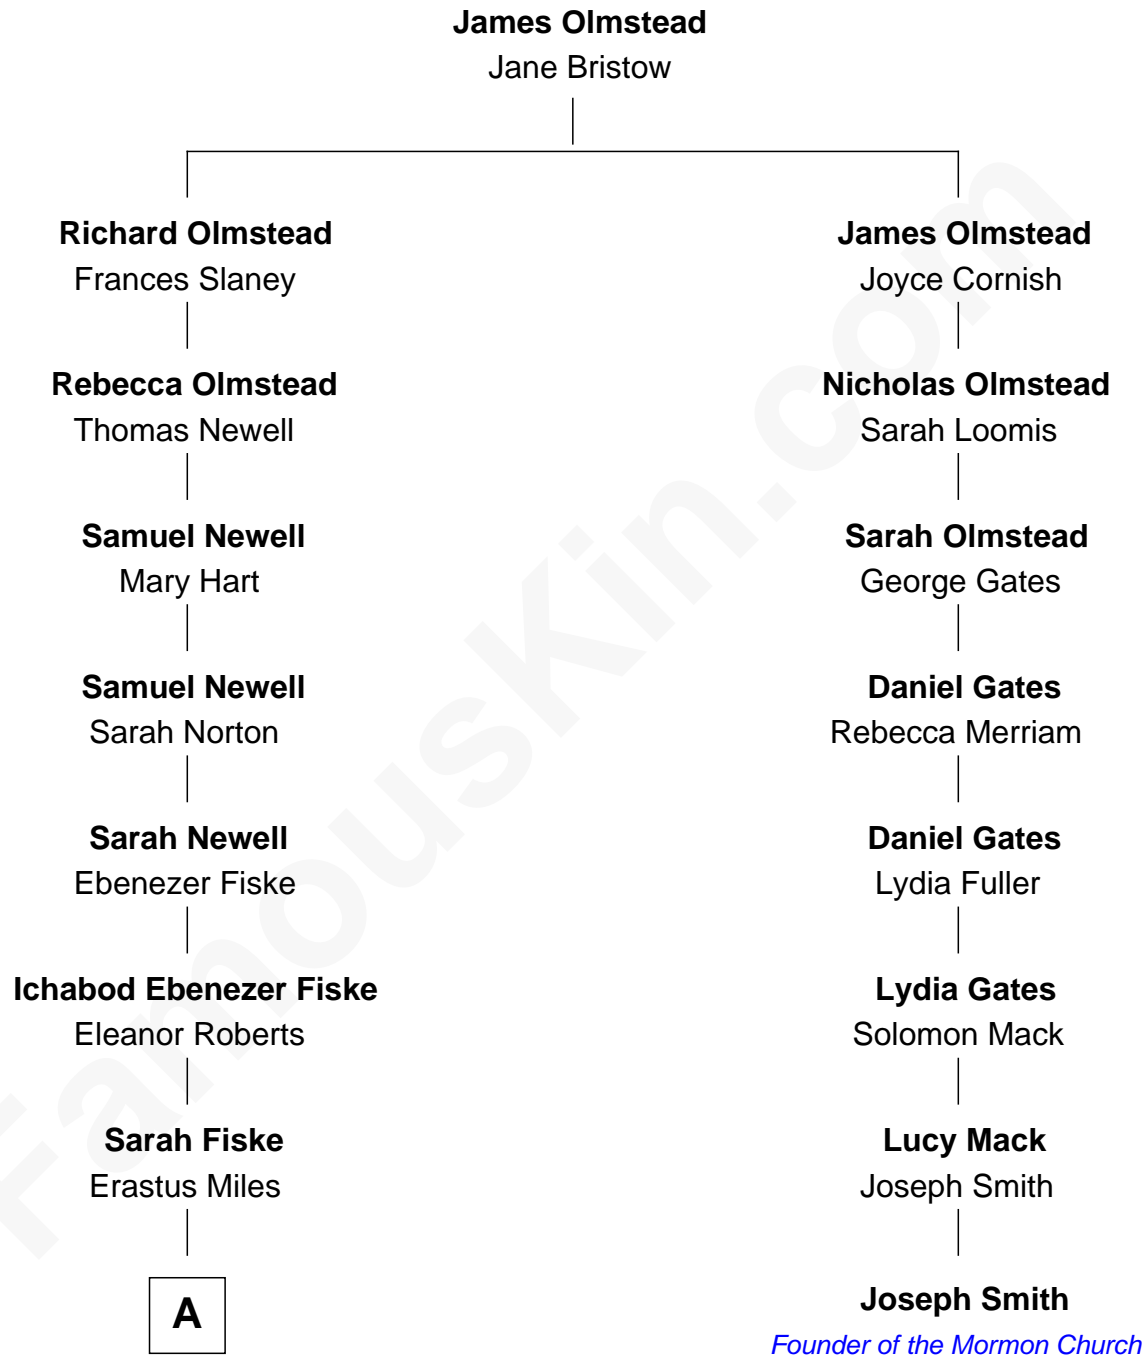 James Olmstead
Jane Bristow
Richard Olmstead
Frances Slaney
James Olmstead
Joyce Cornish
Rebecca Olmstead
Thomas Newell
Nicholas Olmstead
Sarah Loomis
Samuel Newell
Mary Hart
Sarah Olmstead
George Gates
Samuel Newell
Sarah Norton
Daniel Gates
Rebecca Merriam
Sarah Newell
Ebenezer Fiske
Daniel Gates
Lydia Fuller
Ichabod Ebenezer Fiske
Eleanor Roberts
Lydia Gates
Solomon Mack
Sarah Fiske
Erastus Miles
Lucy Mack
Joseph Smith
A
Joseph Smith
Founder of the Mormon Church
FamousKin.com